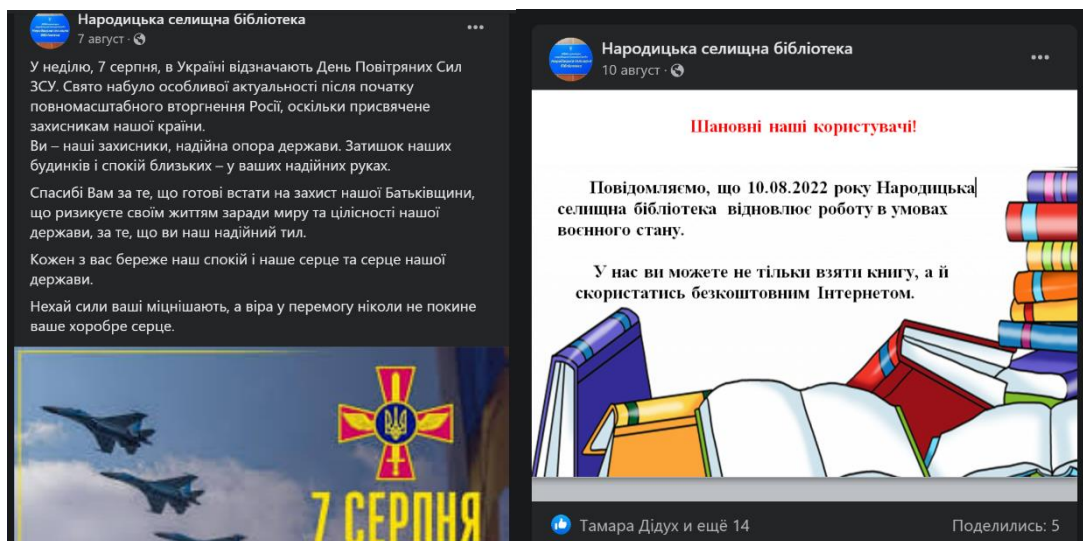 Народицька селищна бібліотека
7 август
У неділю, 7 серпня, в Україні відзначають День Повітряних Сил
ЗСУ. Свято набуло особливої актуальності після початку
повномасштабного вторгнення Росії, оскільки присвячене
захисникам нашої країни.
Ви – наші захисники, надійна опора держави. Затишок наших
будинків і спокій близьких – у ваших надійних руках.
Спасибі Вам за те, що готові встати на захист нашої Батьківщини,
що ризикуєте своїм життям заради миру та цілісності нашої
держави, за те, що ви наш надійний тил.
Кожен з вас береже наш спокій і наше серце та серце нашої
держави.
Нехай сили ваші міцнішають, а віра у перемогу ніколи не покине
ваше хоробре серце.
7 СЕРПНЯ
Народицька селищна бібліотека
10 август
Шановні наші користувачі!
Повідомляємо, що 10.08.2022 року Народицька
селищна бібліотека відновлює роботу в умовах
воєнного стану.
У нас ви можете не тільки взяти книгу, а й
скористатись безкоштовним Інтернетом.
Тамара Дідух и ещё 14
Поделились: 5